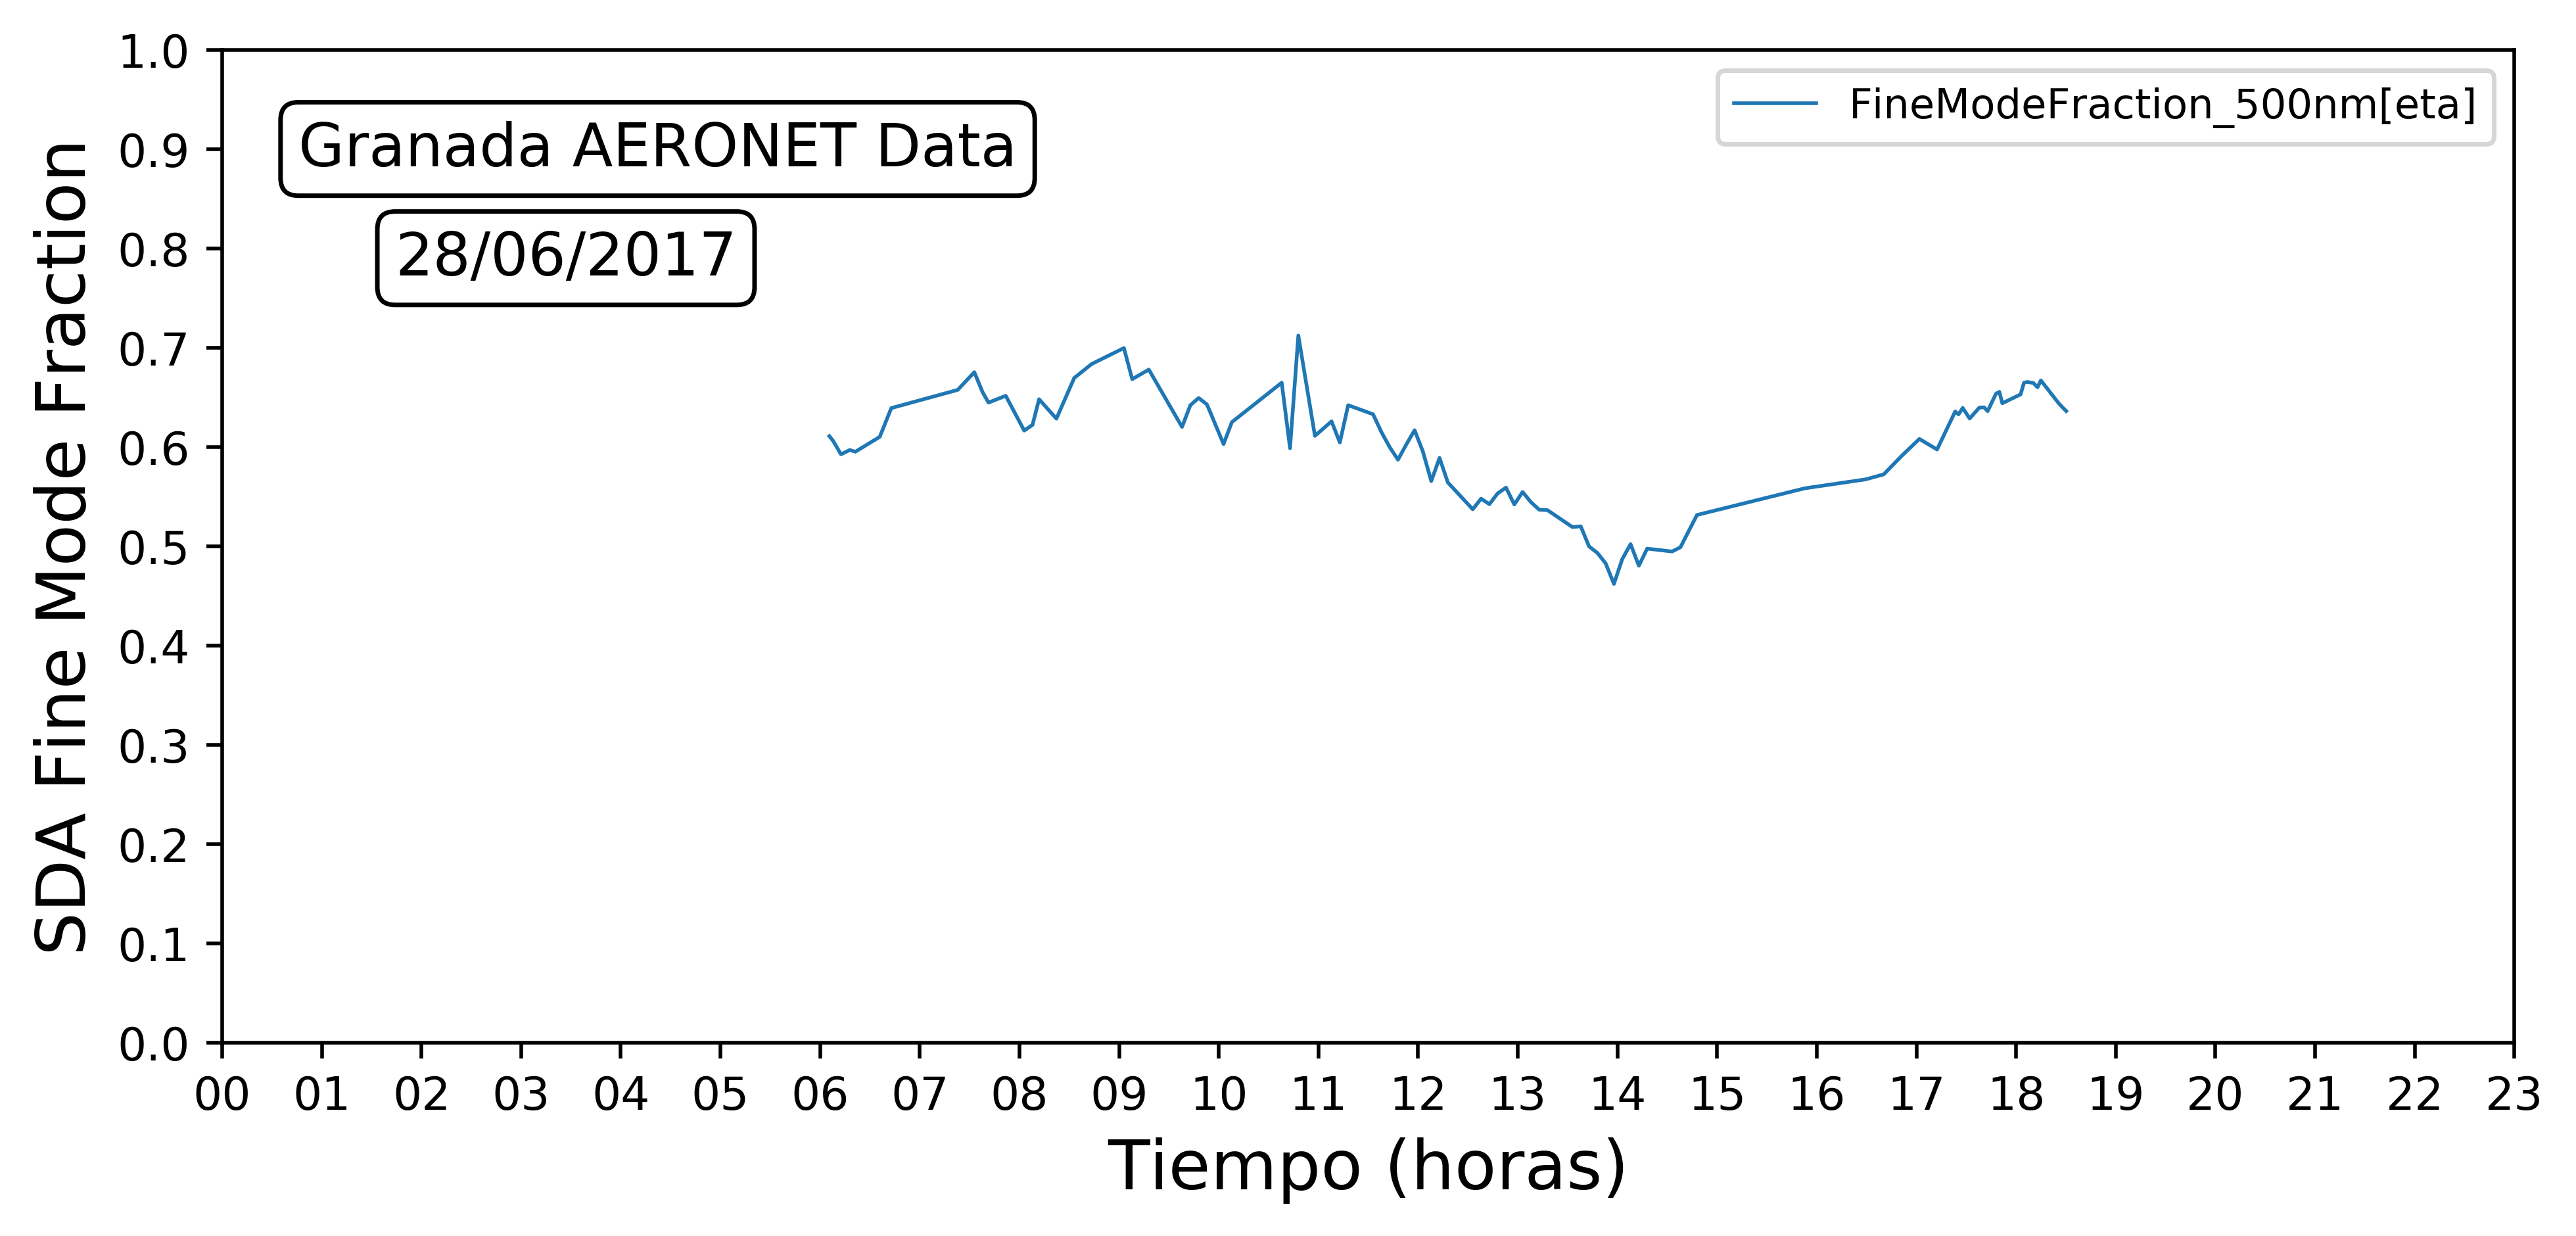 Granada AERONET Data
28/06/2017
FineModeFraction_500nm[eta]
SDA Fine Mode Fraction
1.0
0.9
0.8
0.7
0.6
0.5
0.4
0.3
0.2
0.1
0.0
00 01 02 03 04 05 06 07 08 09 10 11 12 13 14 15 16 17 18 19 20 21 22 23
Tiempo (horas)